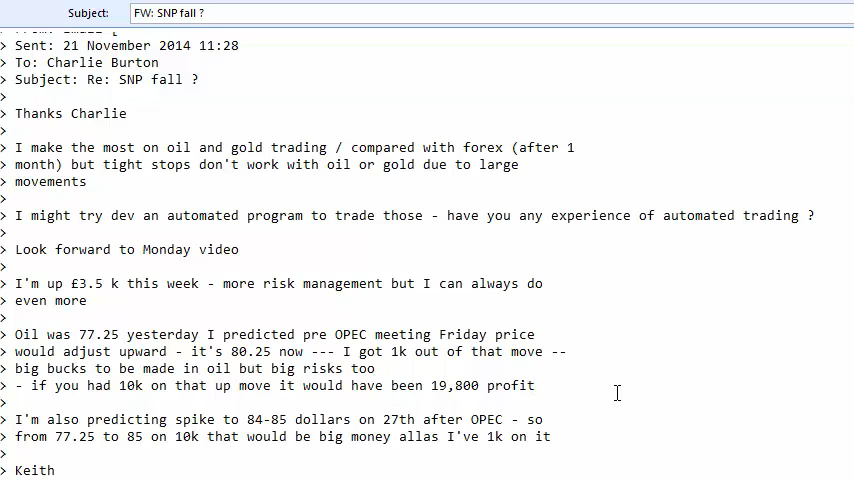 Subject: FW: SNP fall ?
> Sent: 21 November 2014 11:28
> To: Charlie Burton
> Subject: Re: SNP fall ?
>
> Thanks Charlie
>
> I make the most on oil and gold trading / compared with forex (after 1
> month) but tight stops don't work with oil or gold due to large
> movements
>
> I might try dev an automated program to trade those - have you any experience of automated trading ?
>
> Look forward to Monday video
>
> I'm up £3.5 k this week - more risk management but I can always do
> even more
>
> Oil was 77.25 yesterday I predicted pre OPEC meeting Friday price
> would adjust upward - it's 80.25 now --- I got 1k out of that move --
> big bucks to be made in oil but big risks too
> - if you had 10k on that up move it would have been 19,800 profit
>
> I'm also predicting spike to 84-85 dollars on 27th after OPEC - so
> from 77.25 to 85 on 10k that would be big money allas I've 1k on it
>
> Keith